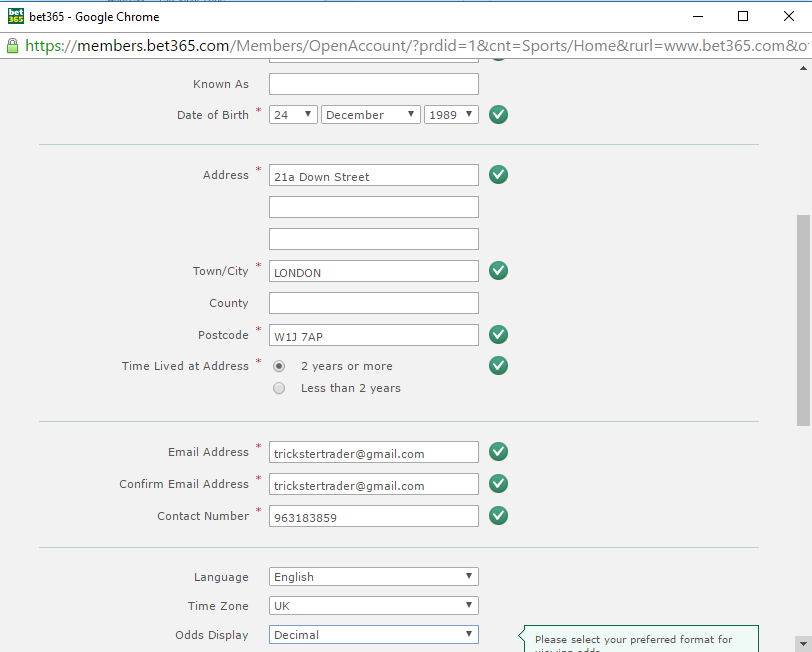 bet365 - Google Chrome
https://members.bet365.com/Members/OpenAccount/?prdid=1&cnt=Sports/Home&rurl=www.bet365.com&o
Known As
Date of Birth * 24 December 1989
Address * 21a Down Street
Town/City * LONDON
County
Postcode * W1J 7AP
Time Lived at Address * 2 years or more
Less than 2 years
Email Address * trickstertrader@gmail.com
Confirm Email Address * trickstertrader@gmail.com
Contact Number * 963183859
Language English
Time Zone UK
Odds Display Decimal
Please select your preferred format for